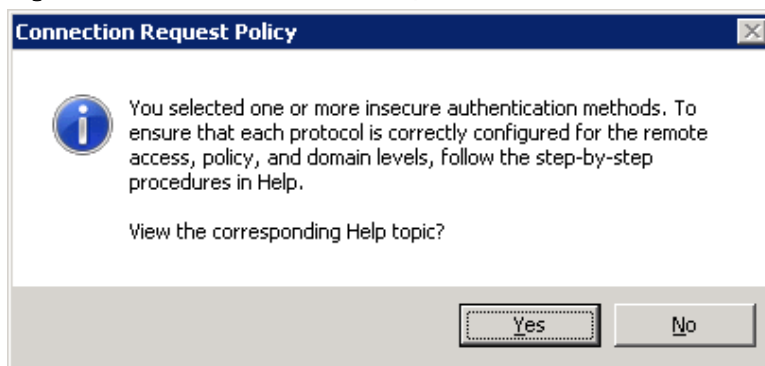 Connection Request Policy
You selected one or more insecure authentication methods. To
ensure that each protocol is correctly configured for the remote
access, policy, and domain levels, follow the step-by-step
procedures in Help.
View the corresponding Help topic?
Yes
No